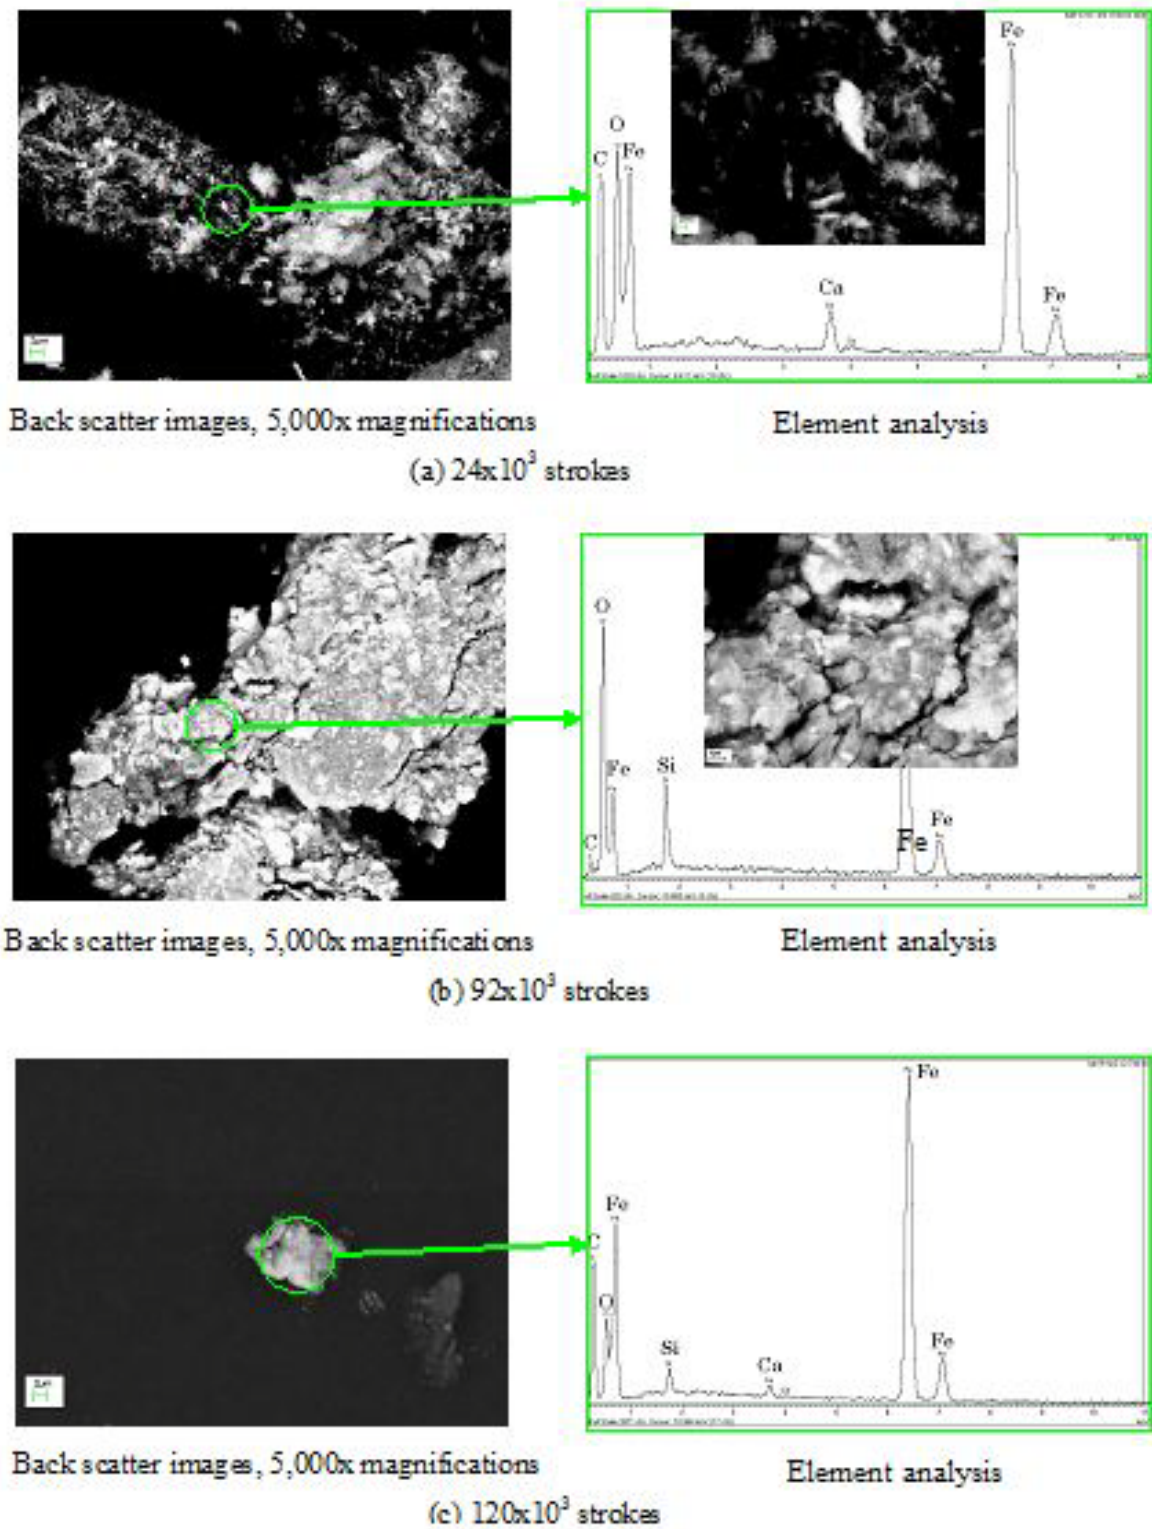 Fe
O
Fe
C
Ca
Fe
Back scatter images, 5,000x magnifications
Element analysis
(a) 24x10³ strokes
O
Fe
Si
C
Fe
Fe
Back scatter images, 5,000x magnifications
Element analysis
(b) 92x10³ strokes
Fe
Fe
C
O
Si
Ca
Fe
Back scatter images, 5,000x magnifications
Element analysis
(c) 120x10³ strokes